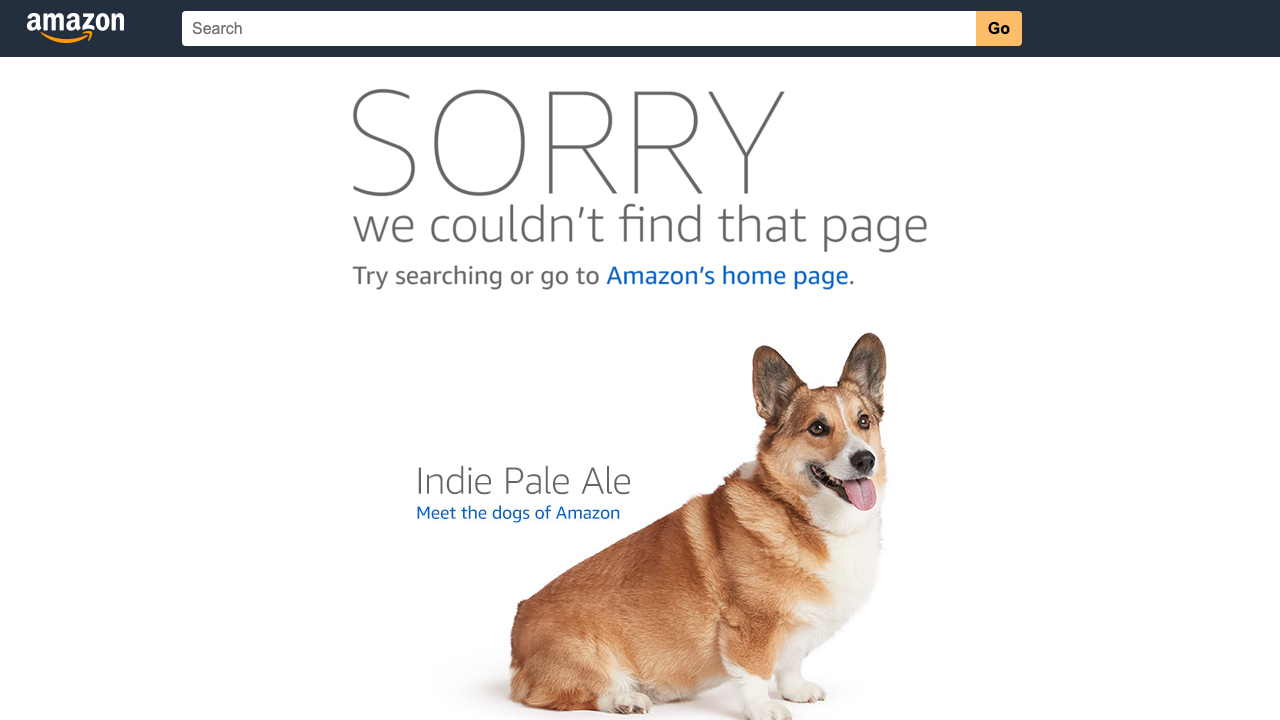 amazon
Search
Go
SORRY
we couldn't find that page
Try searching or go to Amazon's home page.
Indie Pale Ale
Meet the dogs of Amazon